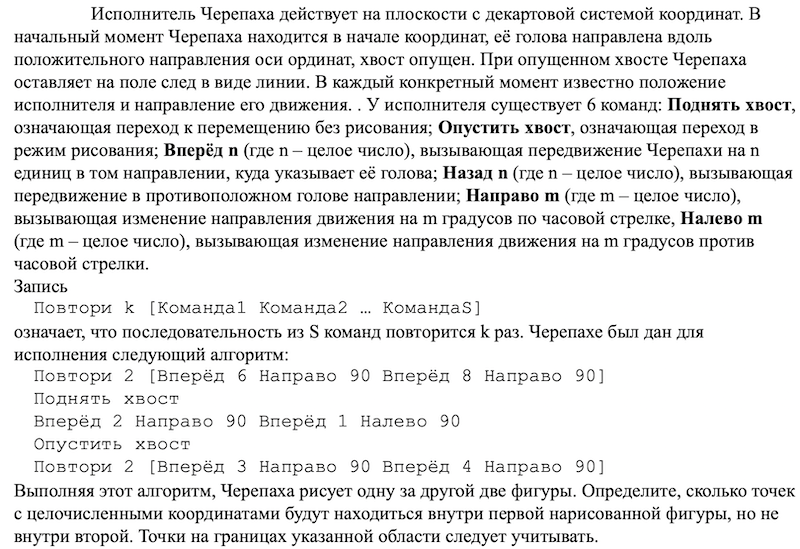 Исполнитель Черепаха действует на плоскости с декартовой системой координат. В
начальный момент Черепаха находится в начале координат, её голова направлена вдоль
положительного направления оси ординат, хвост опущен. При опущенном хвосте Черепаха
оставляет на поле след в виде линии. В каждый конкретный момент известно положение
исполнителя и направление его движения. . У исполнителя существует 6 команд: Поднять хвост,
означающая переход к перемещению без рисования; Опустить хвост, означающая переход в
режим рисования; Вперёд n (где n – целое число), вызывающая передвижение Черепахи на n
единиц в том направлении, куда указывает её голова; Назад n (где n – целое число), вызывающая
передвижение в противоположном голове направлении; Направо m (где m – целое число),
вызывающая изменение направления движения на m градусов по часовой стрелке, Налево m
(где m – целое число), вызывающая изменение направления движения на m градусов против
часовой стрелки.
Запись
Повтори k [Команда1 Команда2 … КомандаS]
означает, что последовательность из S команд повторится k раз. Черепахе был дан для
исполнения следующий алгоритм:
Повтори 2 [Вперёд 6 Направо 90 Вперёд 8 Направо 90]
Поднять хвост
Вперёд 2 Направо 90 Вперёд 1 Налево 90
Опустить хвост
Повтори 2 [Вперёд 3 Направо 90 Вперёд 4 Направо 90]
Выполняя этот алгоритм, Черепаха рисует одну за другой две фигуры. Определите, сколько точек
с целочисленными координатами будут находиться внутри первой нарисованной фигуры, но не
внутри второй. Точки на границах указанной области следует учитывать.